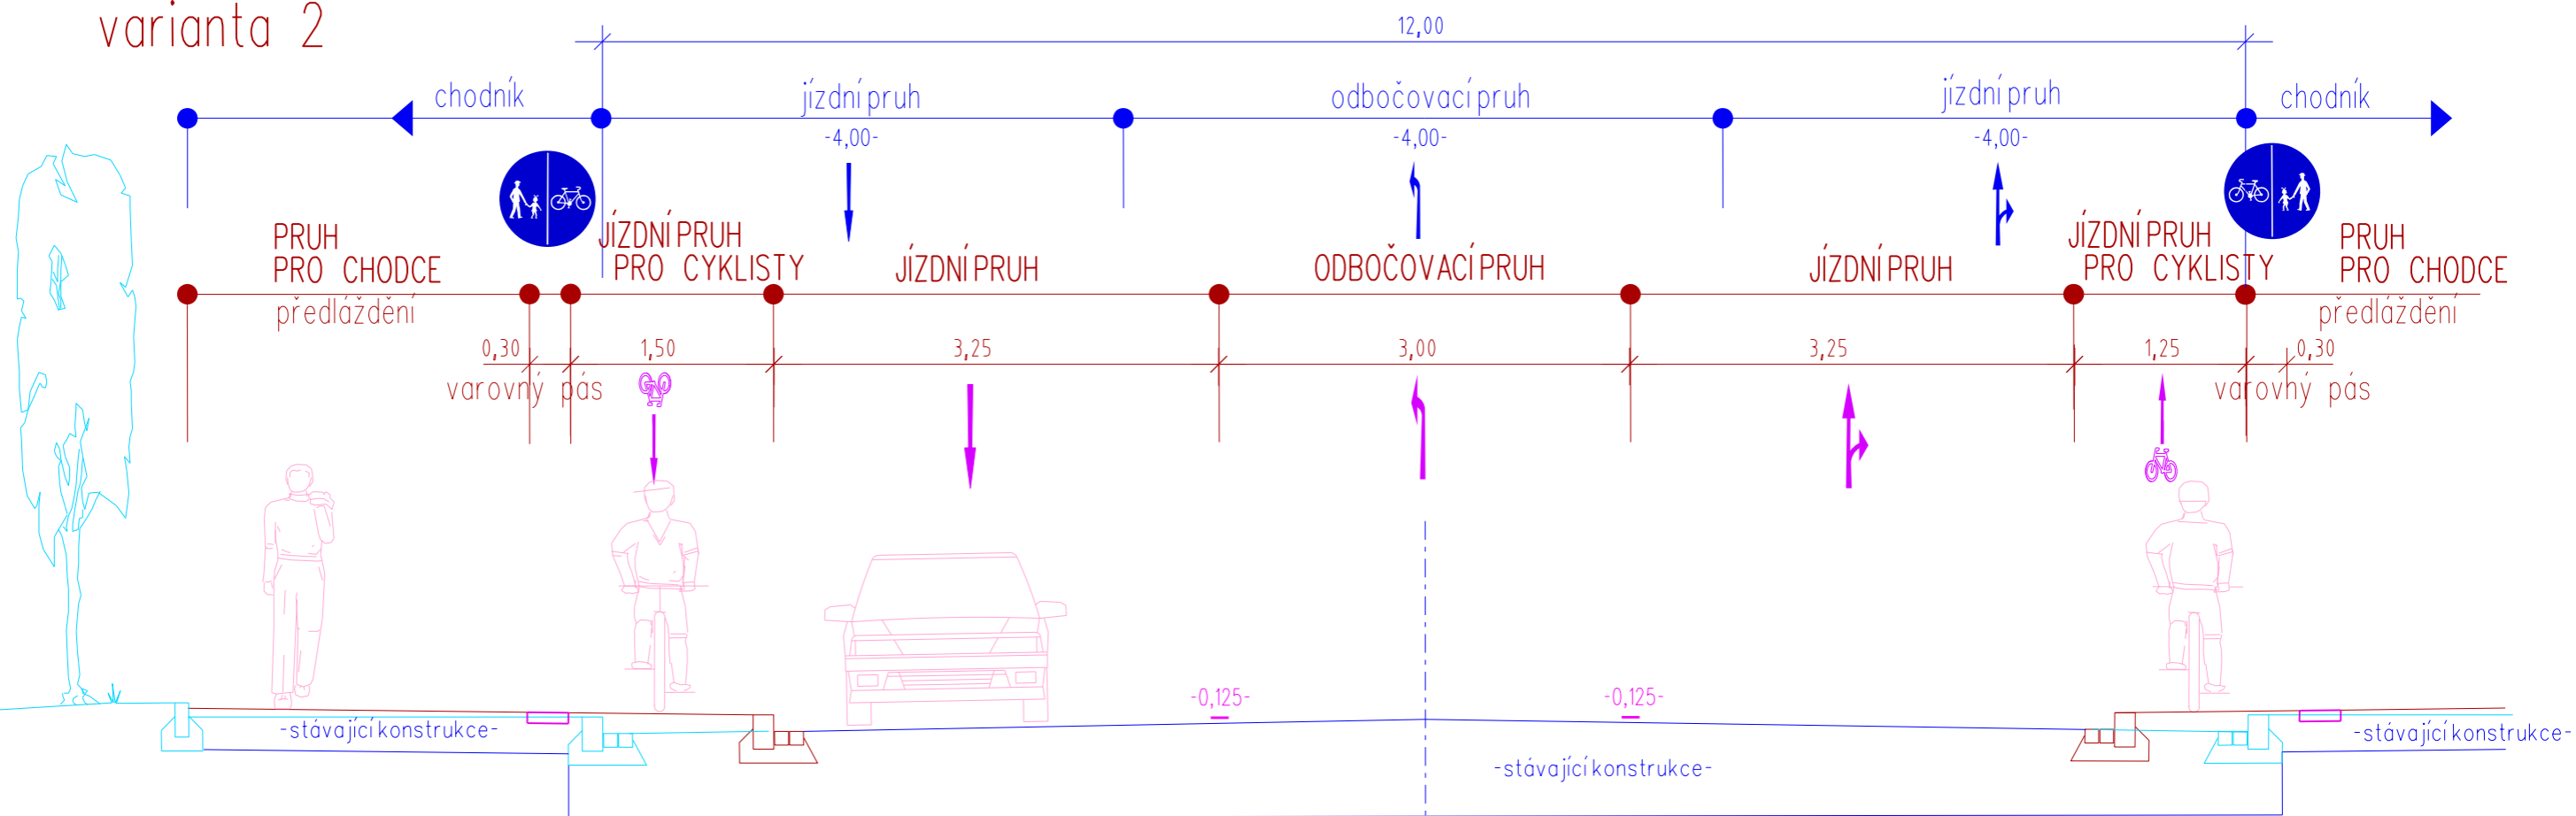 varianta 2
12,00
chodník
jízdní pruh
odbočovací pruh
jízdní pruh
chodník
-4,00-
-4,00-
-4,00-
PRUH
PRO CHODCE
předláždění
JÍZDNÍ PRUH
PRO CYKLISTY
JÍZDNÍ PRUH
ODBOČOVACÍ PRUH
JÍZDNÍ PRUH
JÍZDNÍ PRUH
PRO CYKLISTY
PRUH
PRO CHODCE
předláždění
0,30
1,50
3,25
3,00
3,25
1,25
0,30
varovný pás
varovný pás
-0,125-
-0,125-
-stávající konstrukce-
-stávající konstrukce-
-stávající konstrukce-